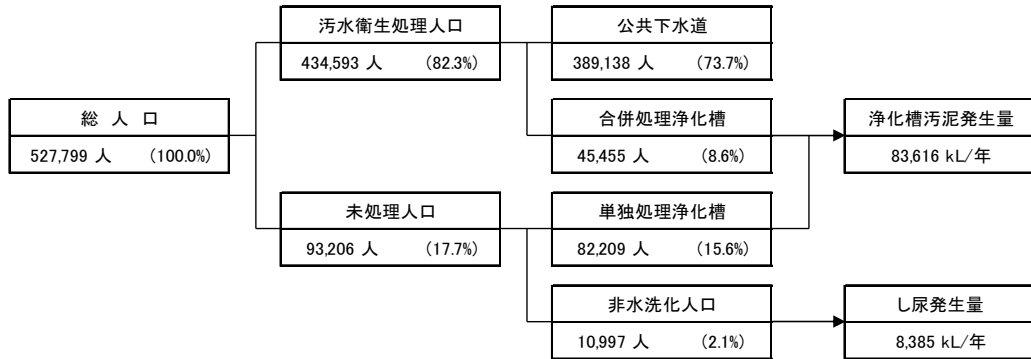 総 人 口
527,799 人 (100.0%)
汚水衛生処理人口
434,593 人 (82.3%)
未処理人口
93,206 人 (17.7%)
公共下水道
389,138 人 (73.7%)
合併処理浄化槽
45,455 人 (8.6%)
単独処理浄化槽
82,209 人 (15.6%)
非水洗化人口
10,997 人 (2.1%)
浄化槽汚泥発生量
83,616 kL/年
し尿発生量
8,385 kL/年